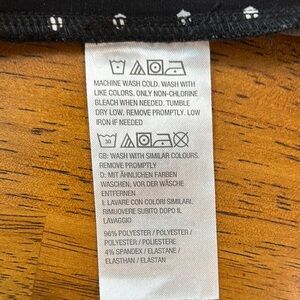 MACHINE WASH COLD. WASH WITH
LIKE COLORS. ONLY NON-CHLORINE
BLEACH WHEN NEEDED. TUMBLE
DRY LOW. REMOVE PROMPTLY. LOW
IRON IF NEEDED
30
GB: WASH WITH SIMILAR COLOURS.
REMOVE PROMPTLY
D: MIT ÄHNLICHEN FARBEN
WASCHEN. VOR DER WÄSCHE
ENTFERNEN
I: LAVARE CON COLORI SIMILARI.
RIMUOVERE SUBITO DOPO IL
LAVAGGIO
96% POLYESTER / POLYESTER /
POLYESTER / POLIESTERE
4% SPANDEX / ELASTANE /
ELASTHAN / ELASTAN